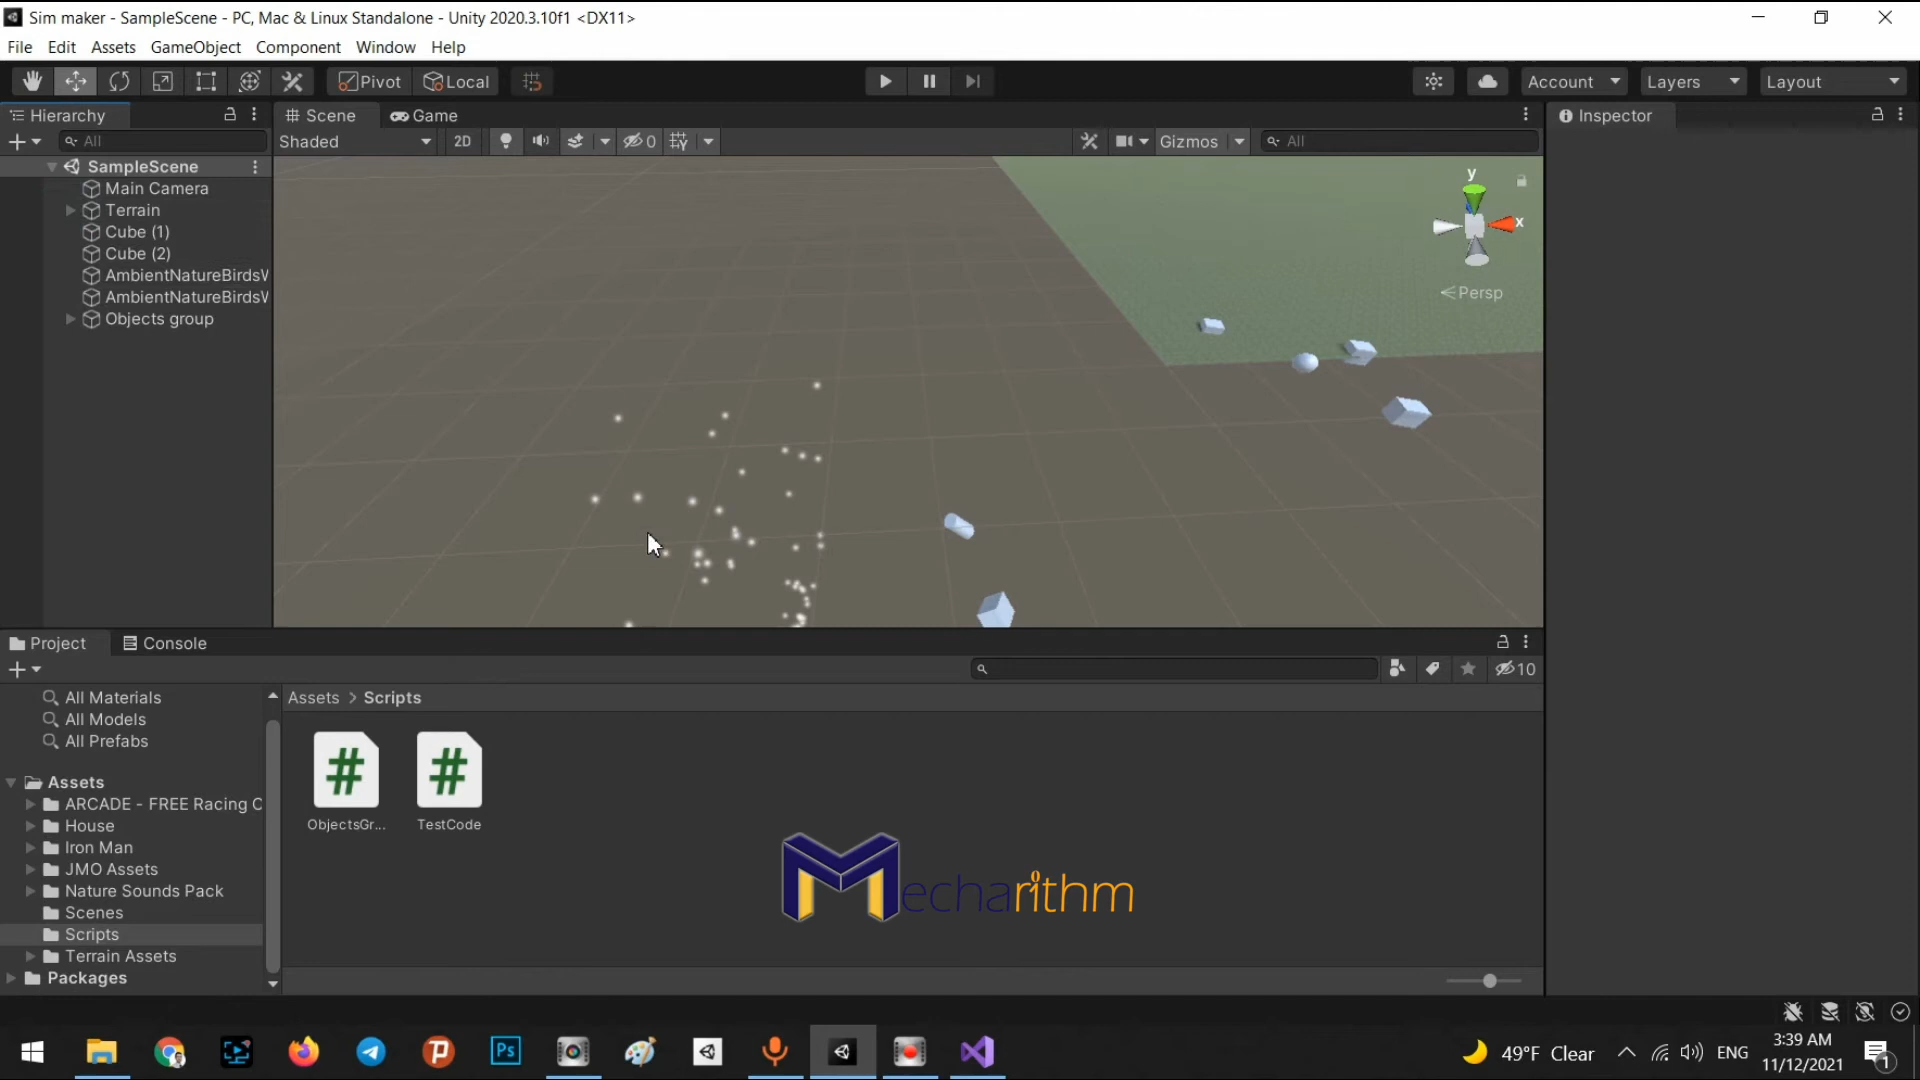 Sim maker - SampleScene - PC, Mac & Linux Standalone - Unity 2020.3.10f1 <DX11>
File Edit Assets GameObject Component Window Help
Pivot Local Account Layers Layout
Hierarchy Scene Game Inspector
All Shaded 2D 0 Gizmos All
SampleScene
Main Camera
Terrain
Cube (1)
Cube (2)
AmbientNatureBirdsW
AmbientNatureBirdsW
Objects group
y
x
Persp
Project Console
10
All Materials
All Models
All Prefabs
Assets
ARCADE - FREE Racing C
House
Iron Man
JMO Assets
Nature Sounds Pack
Scenes
Scripts
Terrain Assets
Packages
Assets > Scripts
#
#
ObjectsGr... TestCode
Mecharithm
Ps
49°F Clear
ENG
3:39 AM
11/12/2021
1